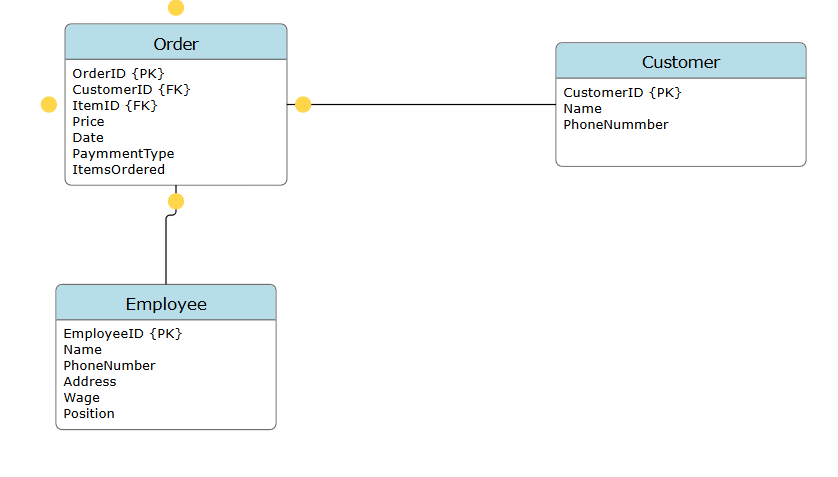 Order
OrderID {PK}
CustomerID {FK}
ItemID {FK}
Price
Date
PaymmentType
ItemsOrdered
Customer
CustomerID {PK}
Name
PhoneNummber
Employee
EmployeeID {PK}
Name
PhoneNumber
Address
Wage
Position